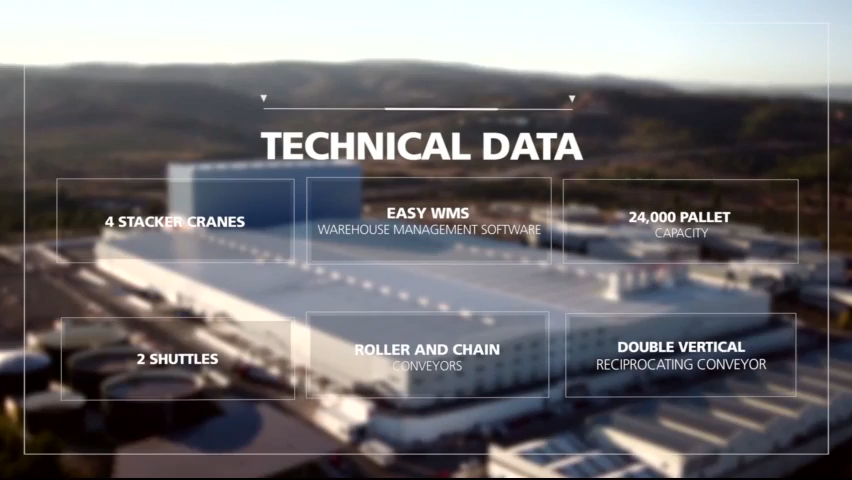 TECHNICAL DATA
4 STACKER CRANES
EASY WMS
WAREHOUSE MANAGEMENT SOFTWARE
24,000 PALLET
CAPACITY
2 SHUTTLES
ROLLER AND CHAIN
CONVEYORS
DOUBLE VERTICAL
RECIPROCATING CONVEYOR